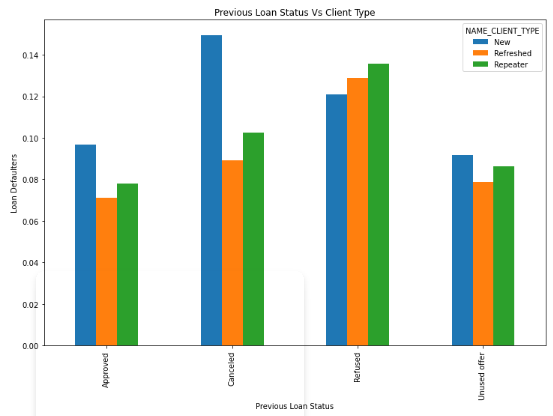 Previous Loan Status Vs Client Type
NAME_CLIENT_TYPE
New
Refreshed
Repeater
0.14
0.12
0.10
0.08
0.06
0.04
0.02
0.00
Loan Defaulters
Approved
Canceled
Refused
Unused offer
Previous Loan Status